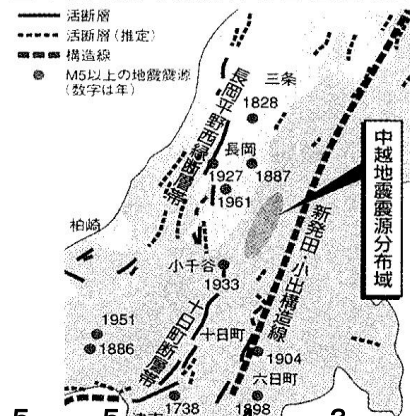 活断層
活断層(推定)
構造線
M5以上の地震震源
(数字は年)
三条
1828
長岡平野西縁断層帯
長岡
1927
1887
1961
中越地震震源分布域
新発田-小出構造線
柏崎
小千谷
1933
1951
1886
十日町断層帯
十日町
1904
六日町
1738
1898